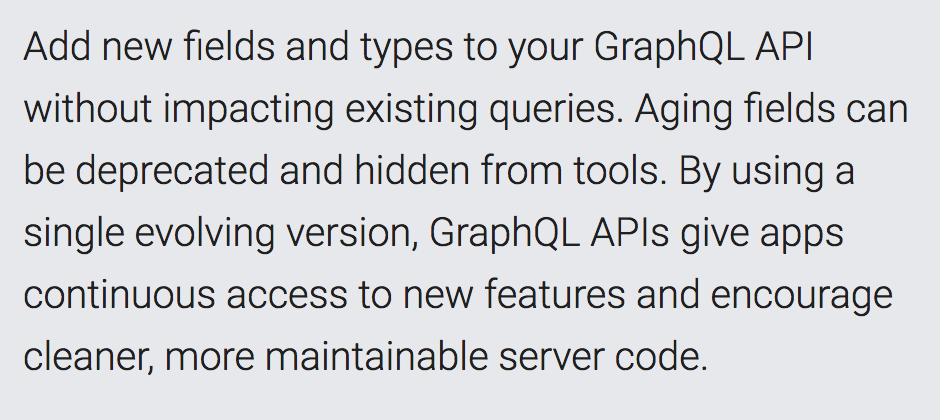 Add new fields and types to your GraphQL API
without impacting existing queries. Aging fields can
be deprecated and hidden from tools. By using a
single evolving version, GraphQL APIs give apps
continuous access to new features and encourage
cleaner, more maintainable server code.